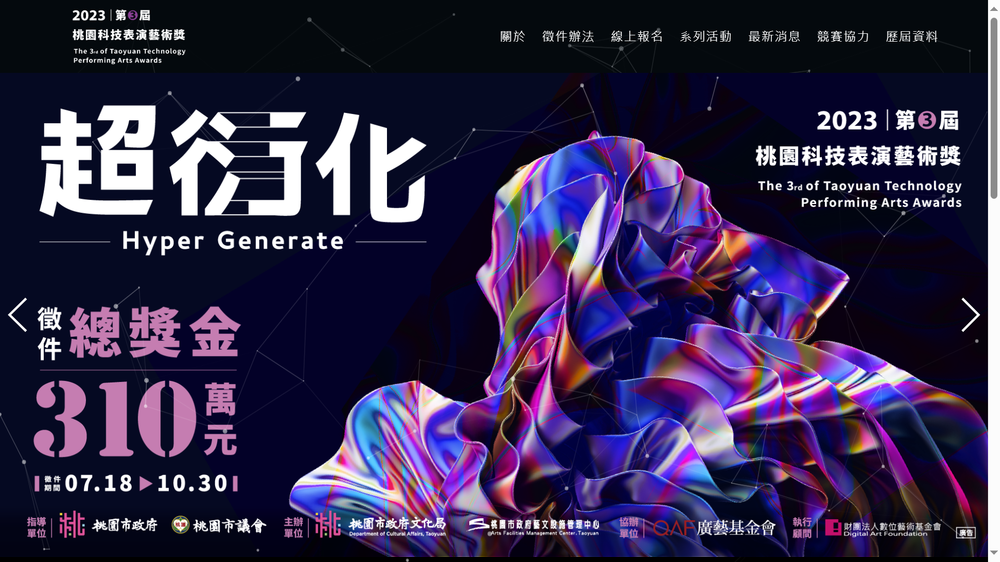 2023 第3屆
桃園科技表演藝術獎
The 3rd of Taoyuan Technology
Performing Arts Awards
關於 徵件辦法 線上報名 系列活動 最新消息 競賽協力 歷屆資料
超衍化
Hyper Generate
2023 第3屆
桃園科技表演藝術獎
The 3rd of Taoyuan Technology
Performing Arts Awards
徵件 總獎金
310萬元
徵件期間 07.18 10.30
指導單位 桃園市政府 桃園市議會 主辦單位 桃園市政府文化局 Department of Cultural Affairs, Taoyuan 桃園市政府藝文設施管理中心 Arts Facilities Management Center, Taoyuan 協辦單位 QAF廣藝基金會 執行顧問 財團法人數位藝術基金會 Digital Art Foundation 廣告